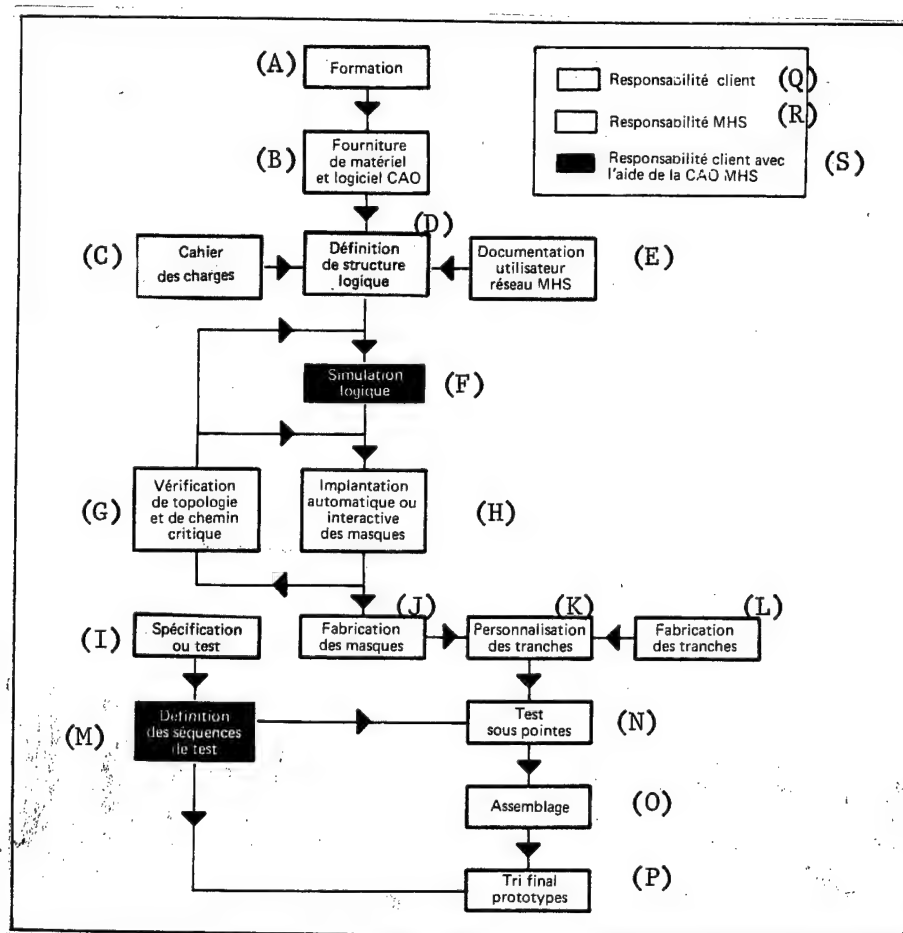 (A)
Formation
Responsabilité client
(Q)
Responsabilité MHS
(R)
Responsabilité client avec
l'aide de la CAO MHS
(S)
(B)
Fourniture
de matériel
et logiciel CAO
(C)
Cahier
des charges
(D)
Définition
de structure
logique
Documentation
utilisateur
réseau MHS
(E)
Simulation
logique
(F)
(G)
Vérification
de topologie
et de chemin
critique
Implantation
automatique ou
interactive
des masques
(H)
(I)
Spécification
ou test
(J)
Fabrication
des masques
(K)
Personnalisation
des tranches
(L)
Fabrication
des tranches
(M)
Définition
des séquences
de test
Test
sous pointes
(N)
Assemblage
(O)
Tri final
prototypes
(P)